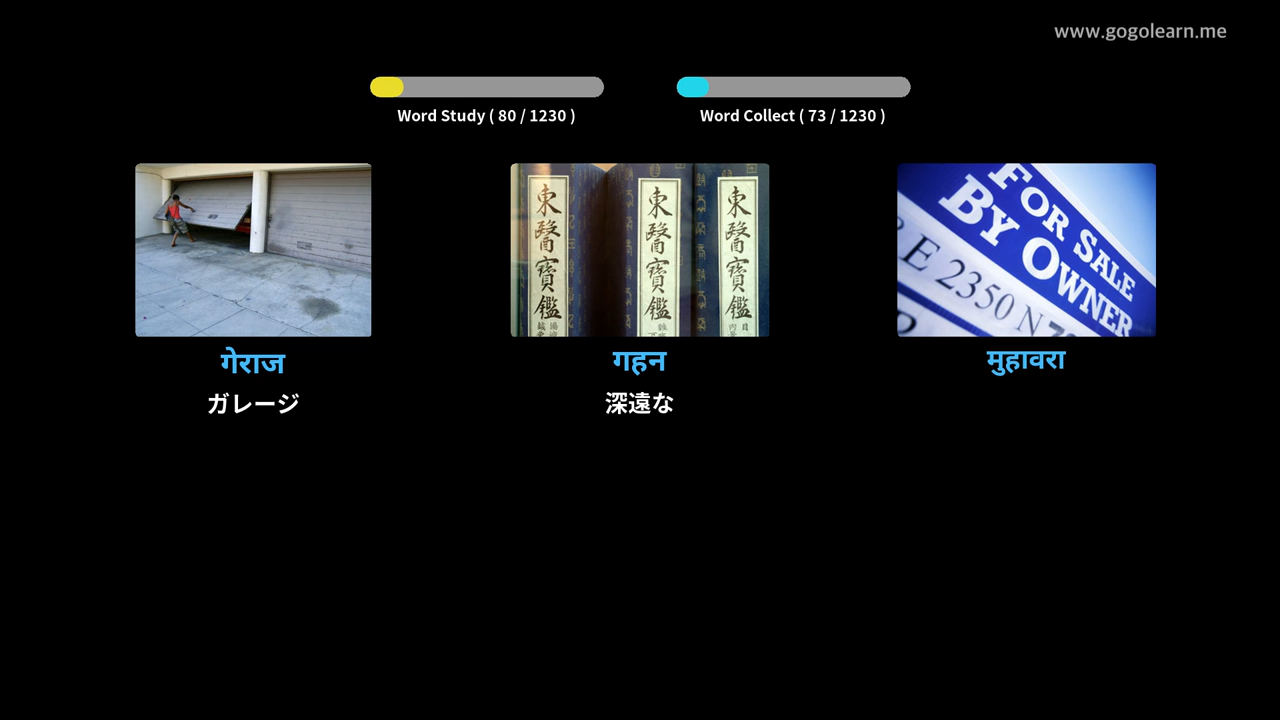 www.gogolearn.me
Word Study ( 80 / 1230 )
Word Collect ( 73 / 1230 )
東醫寶鑑
東醫寶鑑
東醫寶鑑
FOR SALE
BY OWNER
E 2350 N
गेराज
गहन
मुहावरा
ガレージ
深遠な